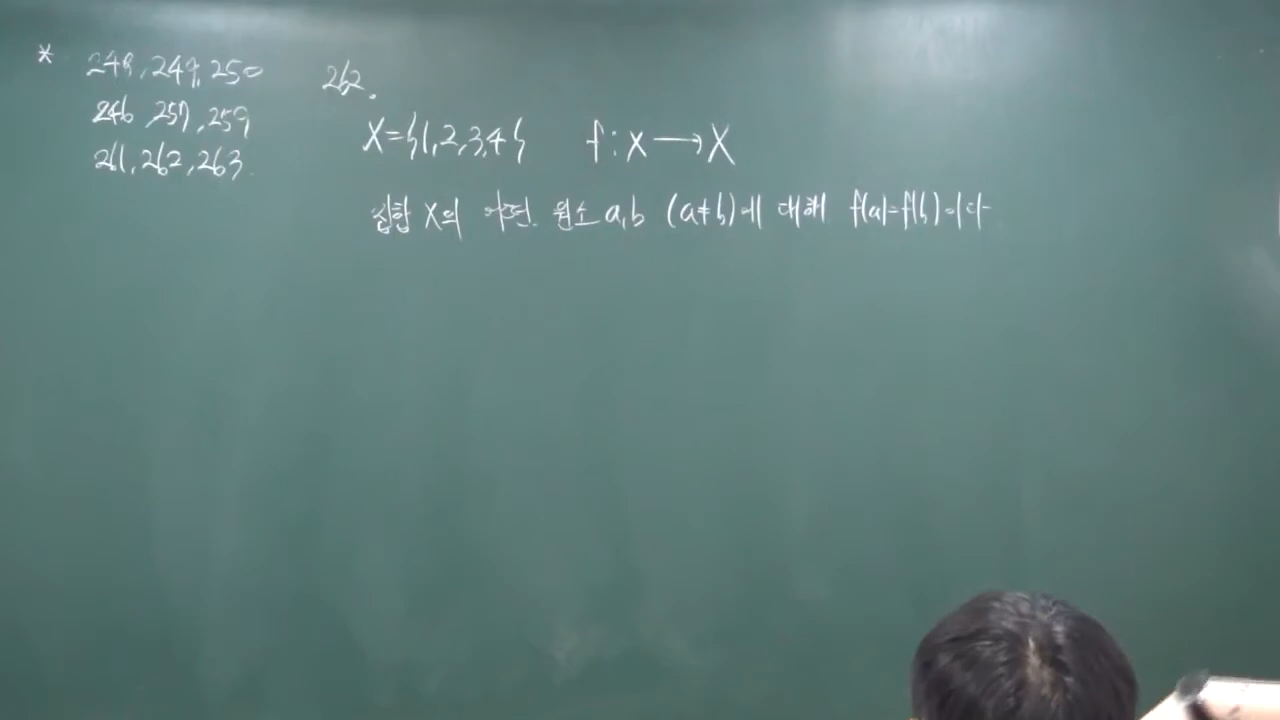 * 248, 249, 250
246, 257, 259
261, 262, 263.
262.
X={1,2,3,4} f : X → X
집합 X의 어떤 원소 a,b (a≠b)에 대해 f(a)=f(b)이다